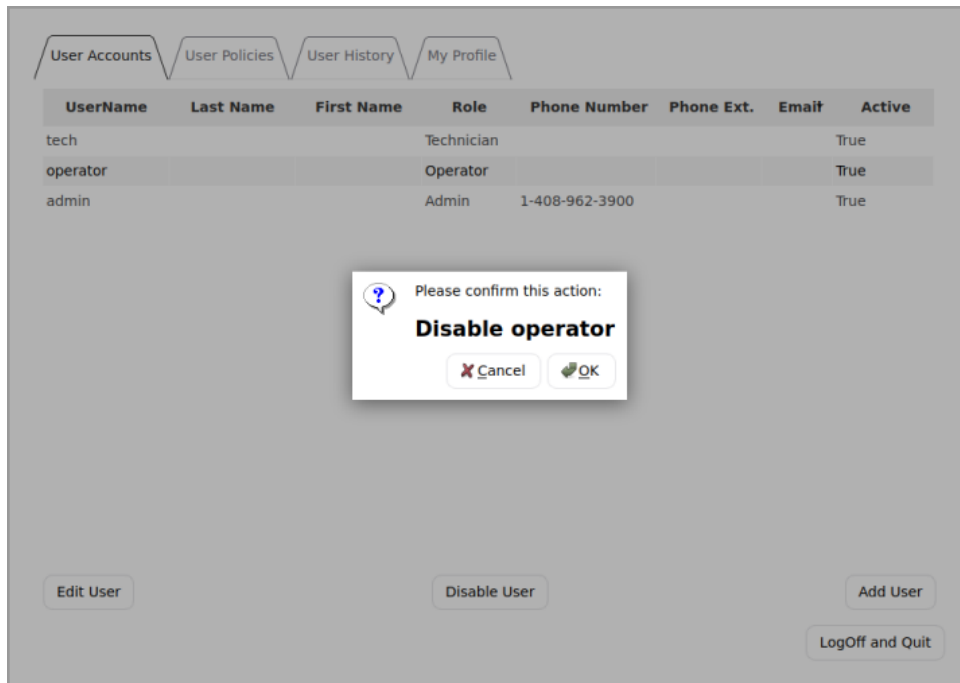 User Accounts User Policies User History My Profile
UserName Last Name First Name Role Phone Number Phone Ext. Email Active
tech Technician True
operator Operator True
admin Admin 1-408-962-3900 True
?
Please confirm this action:
Disable operator
Cancel OK
Edit User Disable User Add User
LogOff and Quit